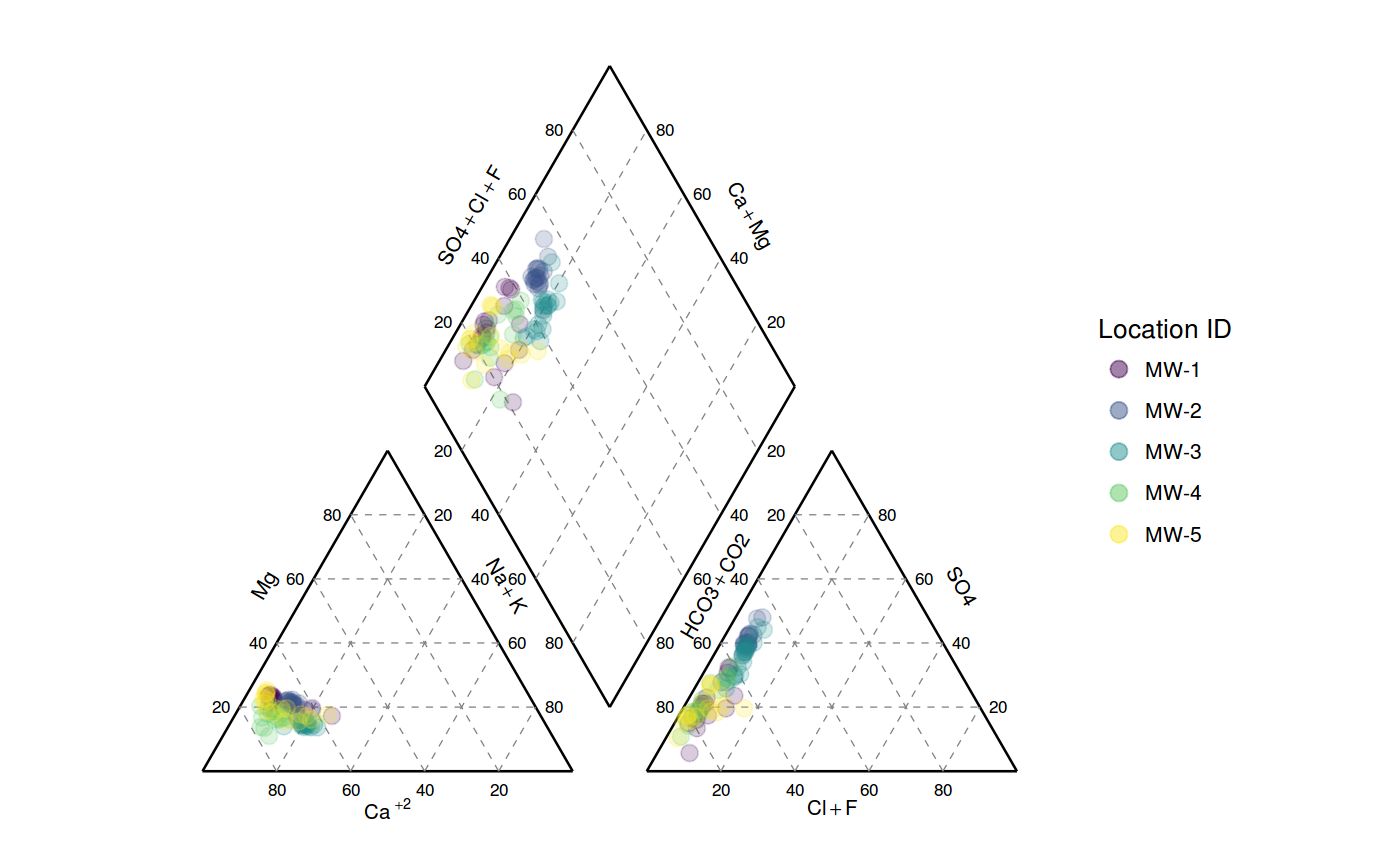 80 80
SO4+Cl+F
Ca+Mg
60 60
40 40
20 20
Location ID
MW-1
MW-2
MW-3
MW-4
MW-5
20 20
80 20 40 40 20 80
Mg
Na+K
HCO3+CO2
SO4
60 40 60 60 40 60
40 60 80 80 60 40
20 80 80 20
80 60 40 20 20 40 60 80
Ca+2
Cl+F